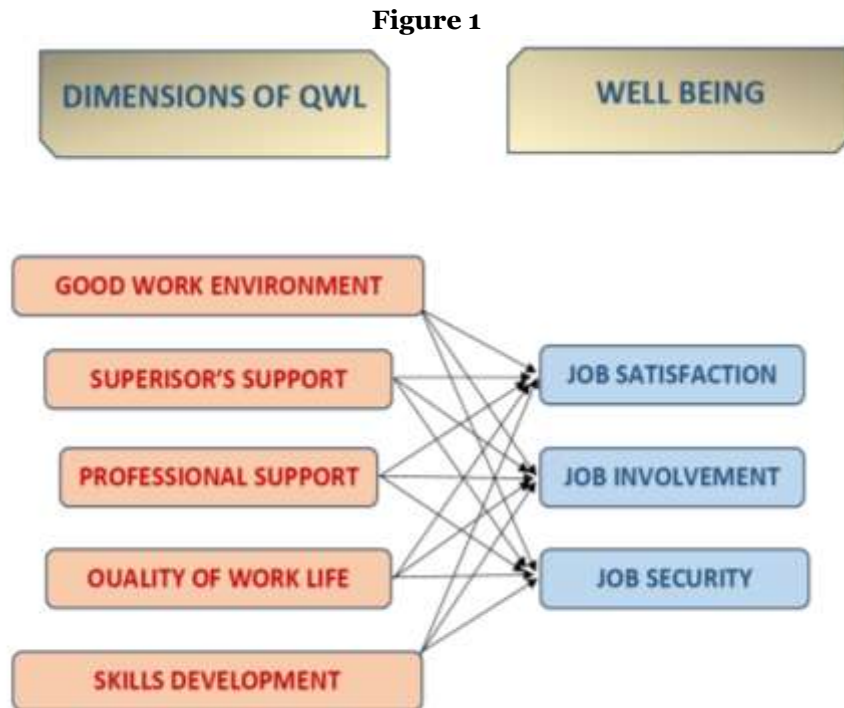 Figure 1
DIMENSIONS OF QWL
WELL BEING
GOOD WORK ENVIRONMENT
SUPERISOR'S SUPPORT
PROFESSIONAL SUPPORT
OUALITY OF WORK LIFE
SKILLS DEVELOPMENT
JOB SATISFACTION
JOB INVOLVEMENT
JOB SECURITY